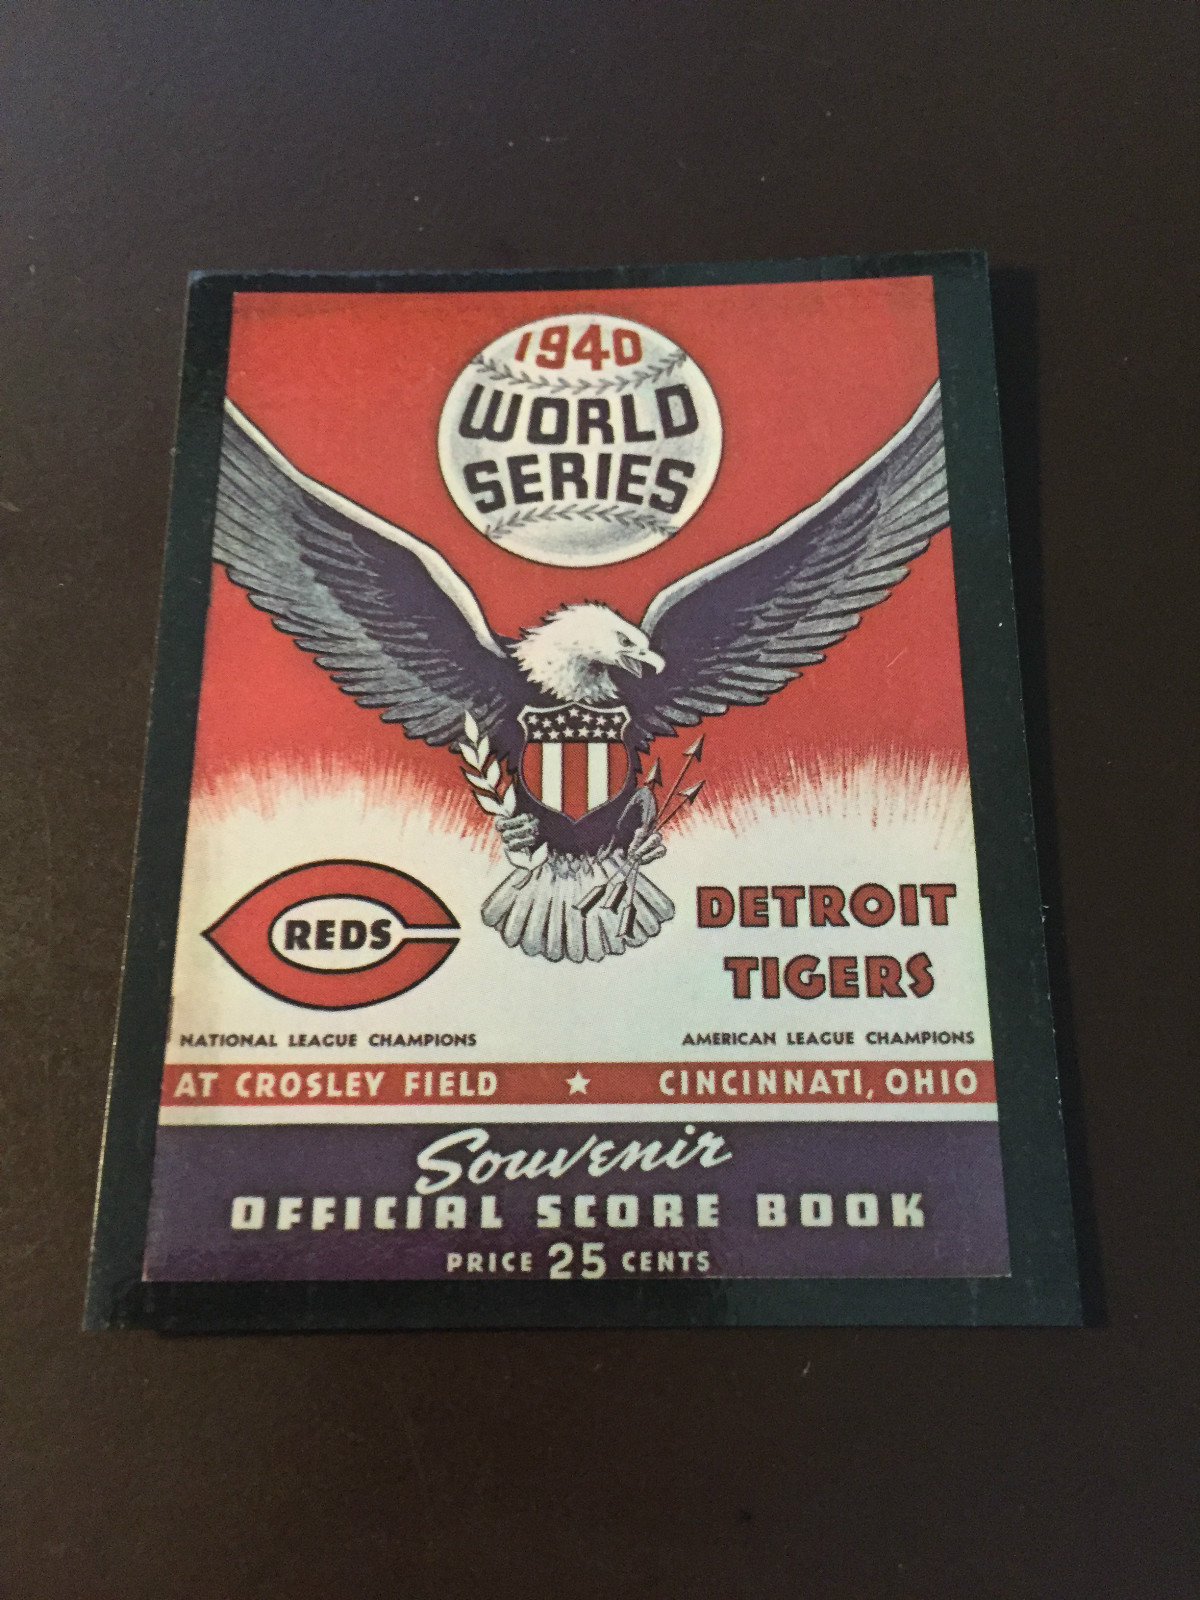 1940
WORLD
SERIES
REDS
DETROIT
TIGERS
NATIONAL LEAGUE CHAMPIONS
AMERICAN LEAGUE CHAMPIONS
AT CROSLEY FIELD ★ CINCINNATI, OHIO
Souvenir
OFFICIAL SCORE BOOK
PRICE 25 CENTS